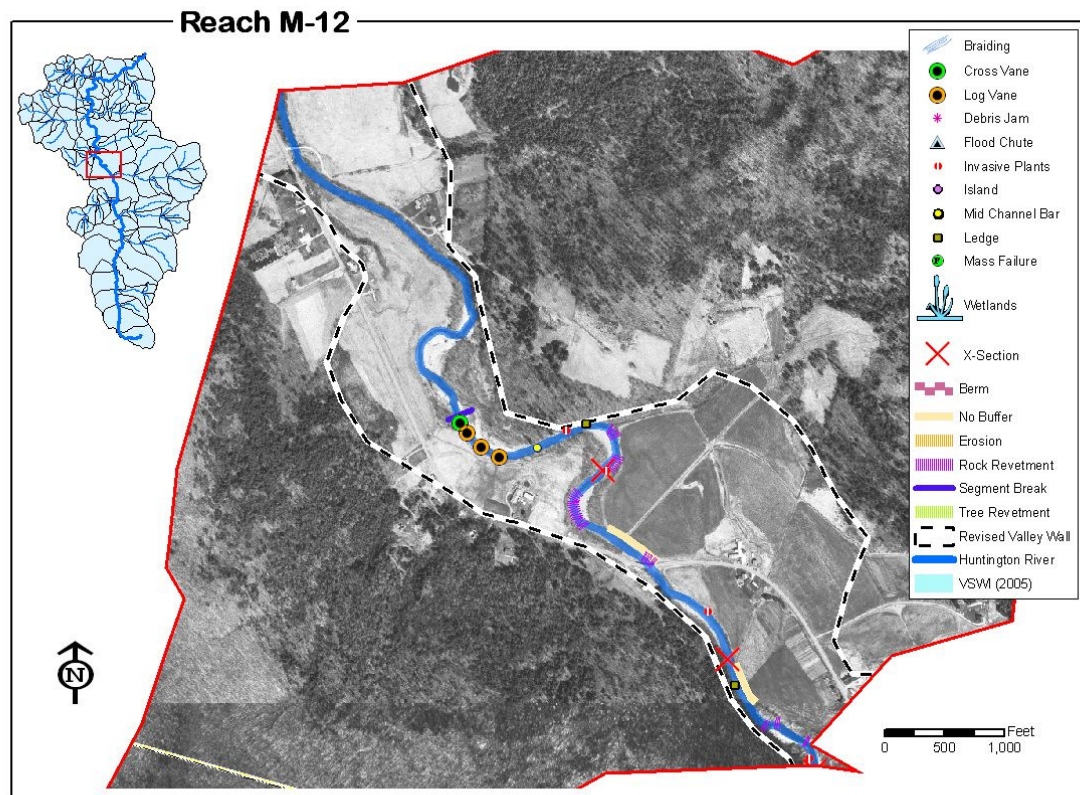 Reach M-12
Braiding
Cross Vane
Log Vane
Debris Jam
Flood Chute
Invasive Plants
Island
Mid Channel Bar
Ledge
Mass Failure
Wetlands
X-Section
Berm
No Buffer
Erosion
Rock Revetment
Segment Break
Tree Revetment
Revised Valley Wall
Huntington River
VSWI (2005)
N
Feet
0 500 1,000